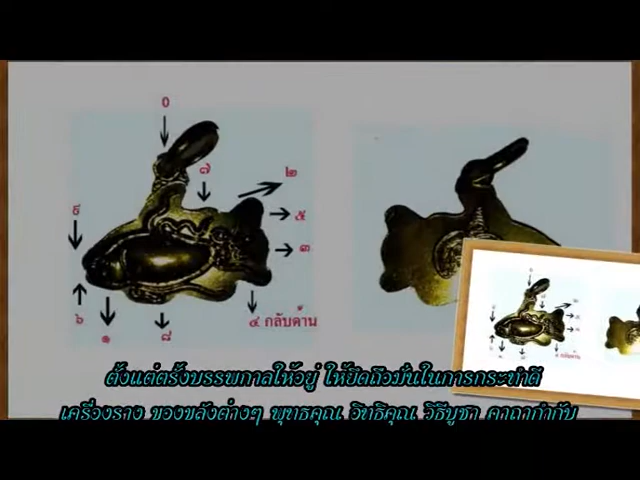 ๐
๗
๒
๕
๓
๖
๑
๘
๔ กลับด้าน
ตั้งแต่ครั้งบรรพกาลให้อยู่ ให้ยึดถือมั่นในการกระทำดี
เครื่องราง ของขลังต่างๆ พุทธคุณ อิทธิคุณ วิธีบูชา คาถากำกับ